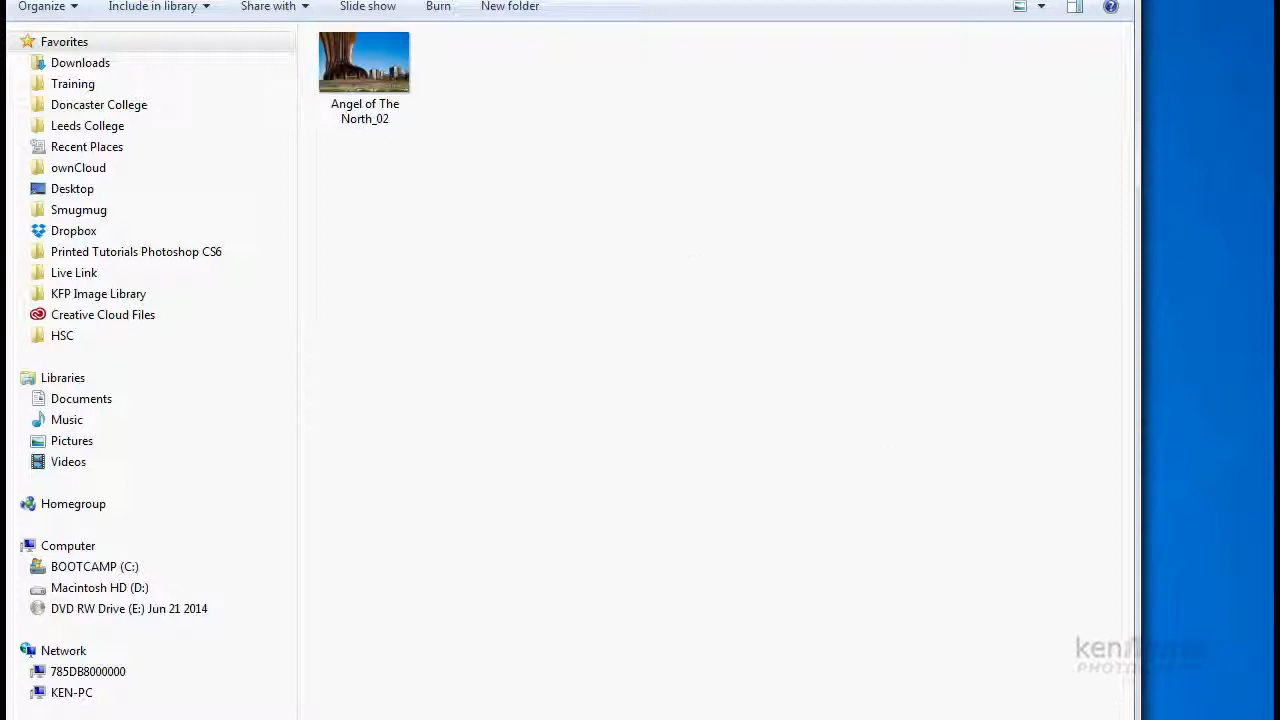 Organize Include in library Share with Slide show Burn New folder
Favorites
Downloads
Training
Doncaster College
Leeds College
Recent Places
ownCloud
Desktop
Smugmug
Dropbox
Printed Tutorials Photoshop CS6
Live Link
KFP Image Library
Creative Cloud Files
HSC
Libraries
Documents
Music
Pictures
Videos
Homegroup
Computer
BOOTCAMP (C:)
Macintosh HD (D:)
DVD RW Drive (E:) Jun 21 2014
Network
785DB8000000
KEN-PC
Angel of The
North_02
ken